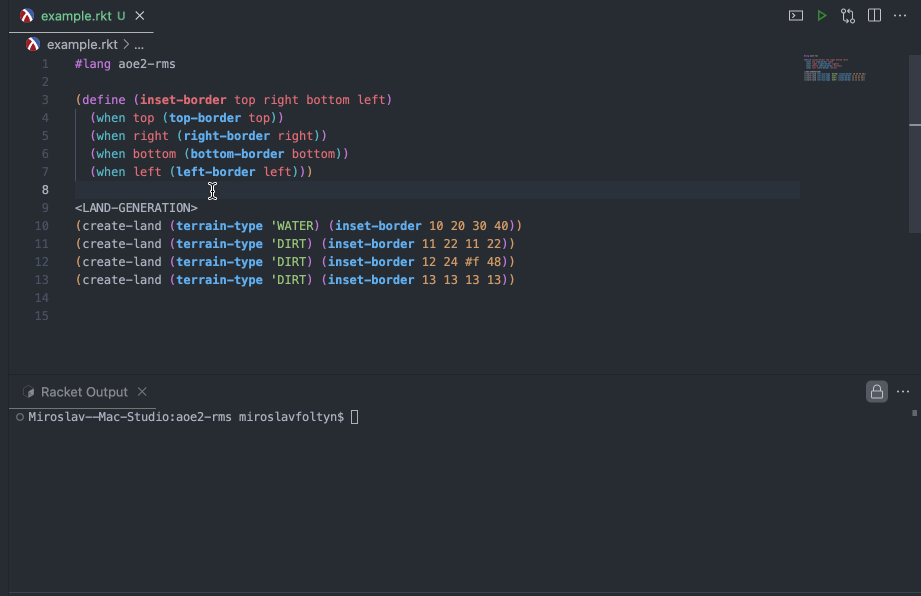 example.rkt U
example.rkt > ...
1 #lang aoe2-rms
2
3 (define (inset-border top right bottom left)
4   (when top (top-border top))
5   (when right (right-border right))
6   (when bottom (bottom-border bottom))
7   (when left (left-border left)))
8
9 <LAND-GENERATION>
10 (create-land (terrain-type 'WATER) (inset-border 10 20 30 40))
11 (create-land (terrain-type 'DIRT) (inset-border 11 22 11 22))
12 (create-land (terrain-type 'DIRT) (inset-border 12 24 #f 48))
13 (create-land (terrain-type 'DIRT) (inset-border 13 13 13 13))
14
15
Racket Output
Miroslav--Mac-Studio:aoe2-rms miroslavfoltyn$